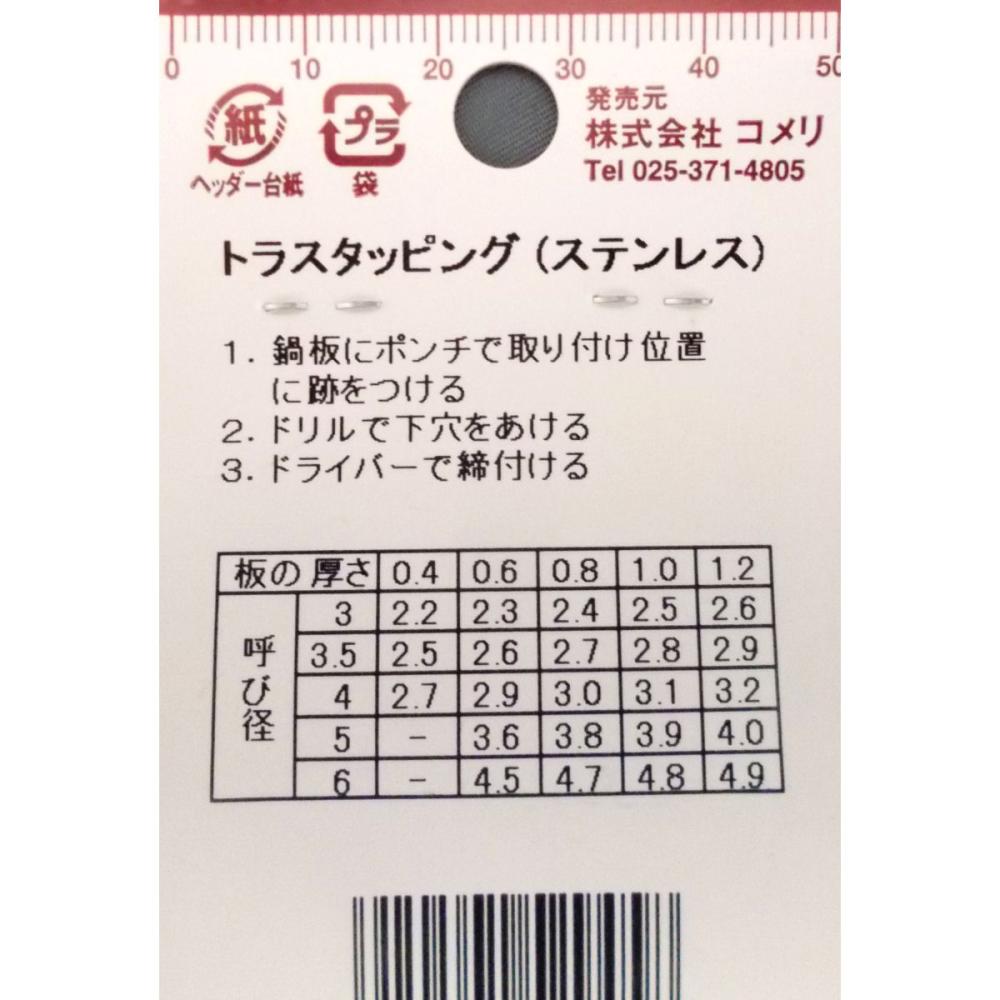 0 10 20 30 40 50
紙
プラ
ヘッダー台紙
袋
発売元
株式会社 コメリ
Tel 025-371-4805
トラスタッピング(ステンレス)
1. 鍋板にポンチで取り付け位置
に跡をつける
2. ドリルで下穴をあける
3. ドライバーで締付ける
板の厚さ 0.4 0.6 0.8 1.0 1.2
呼び径
3 2.2 2.3 2.4 2.5 2.6
3.5 2.5 2.6 2.7 2.8 2.9
4 2.7 2.9 3.0 3.1 3.2
5 − 3.6 3.8 3.9 4.0
6 − 4.5 4.7 4.8 4.9